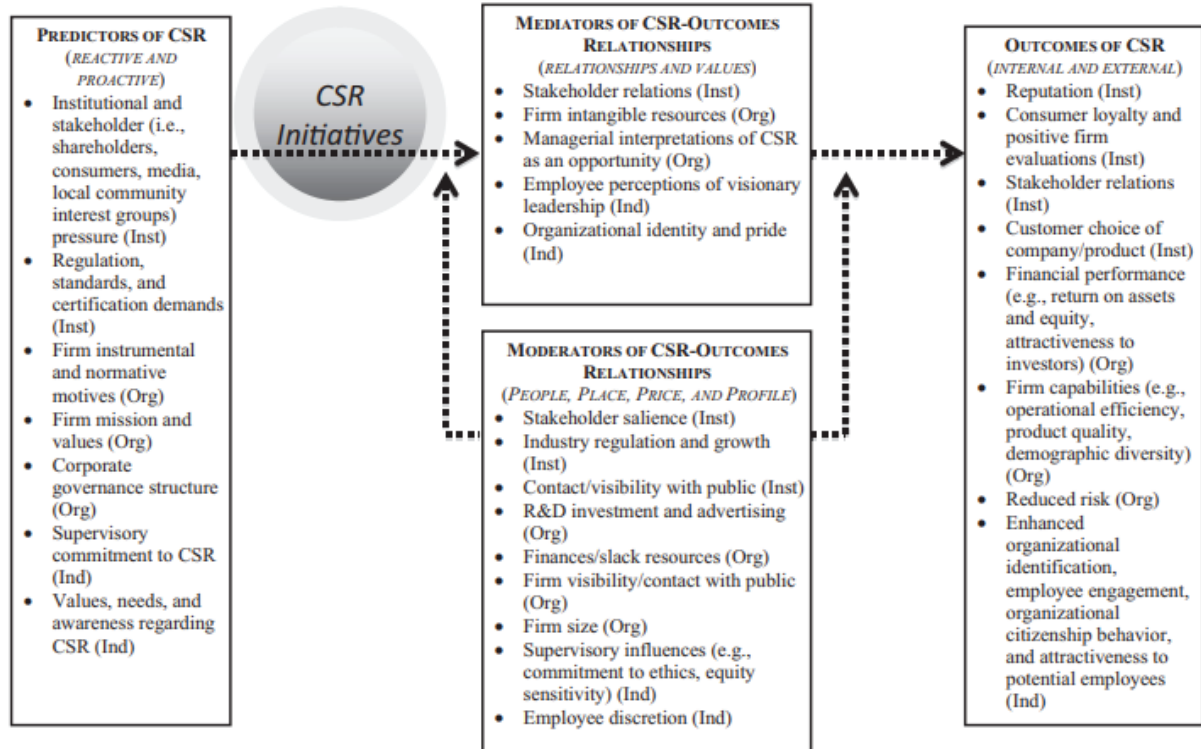 PREDICTORS OF CSR
(REACTIVE AND
PROACTIVE)
• Institutional and
stakeholder (i.e.,
shareholders,
consumers, media,
local community
interest groups)
pressure (Inst)
• Regulation,
standards, and
certification demands
(Inst)
• Firm instrumental
and normative
motives (Org)
• Firm mission and
values (Org)
• Corporate
governance structure
(Org)
• Supervisory
commitment to CSR
(Ind)
• Values, needs, and
awareness regarding
CSR (Ind)
CSR
Initiatives
MEDIATORS OF CSR-OUTCOMES
RELATIONSHIPS
(RELATIONSHIPS AND VALUES)
• Stakeholder relations (Inst)
• Firm intangible resources (Org)
• Managerial interpretations of CSR
as an opportunity (Org)
• Employee perceptions of visionary
leadership (Ind)
• Organizational identity and pride
(Ind)
MODERATORS OF CSR-OUTCOMES
RELATIONSHIPS
(PEOPLE, PLACE, PRICE, AND PROFILE)
• Stakeholder salience (Inst)
• Industry regulation and growth
(Inst)
• Contact/visibility with public (Inst)
• R&D investment and advertising
(Org)
• Finances/slack resources (Org)
• Firm visibility/contact with public
(Org)
• Firm size (Org)
• Supervisory influences (e.g.,
commitment to ethics, equity
sensitivity) (Ind)
• Employee discretion (Ind)
OUTCOMES OF CSR
(INTERNAL AND EXTERNAL)
• Reputation (Inst)
• Consumer loyalty and
positive firm
evaluations (Inst)
• Stakeholder relations
(Inst)
• Customer choice of
company/product (Inst)
• Financial performance
(e.g., return on assets
and equity,
attractiveness to
investors) (Org)
• Firm capabilities (e.g.,
operational efficiency,
product quality,
demographic diversity)
(Org)
• Reduced risk (Org)
• Enhanced
organizational
identification,
employee engagement,
organizational
citizenship behavior,
and attractiveness to
potential employees
(Ind)